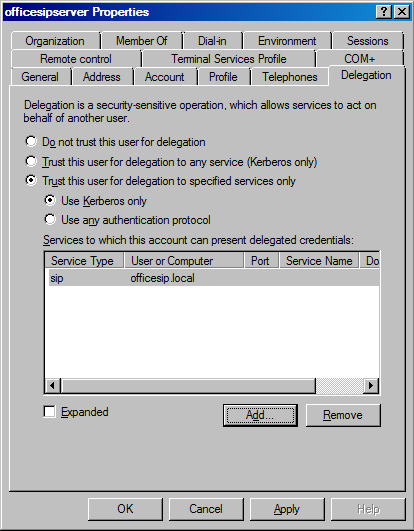 officesipserver Properties
Organization Member Of Dial-in Environment Sessions
Remote control Terminal Services Profile COM+
General Address Account Profile Telephones Delegation
Delegation is a security-sensitive operation, which allows services to act on
behalf of another user.
Do not trust this user for delegation
Trust this user for delegation to any service (Kerberos only)
Trust this user for delegation to specified services only
Use Kerberos only
Use any authentication protocol
Services to which this account can present delegated credentials:
Service Type User or Computer Port Service Name Do
sip officesip.local
Expanded Add... Remove
OK Cancel Apply Help